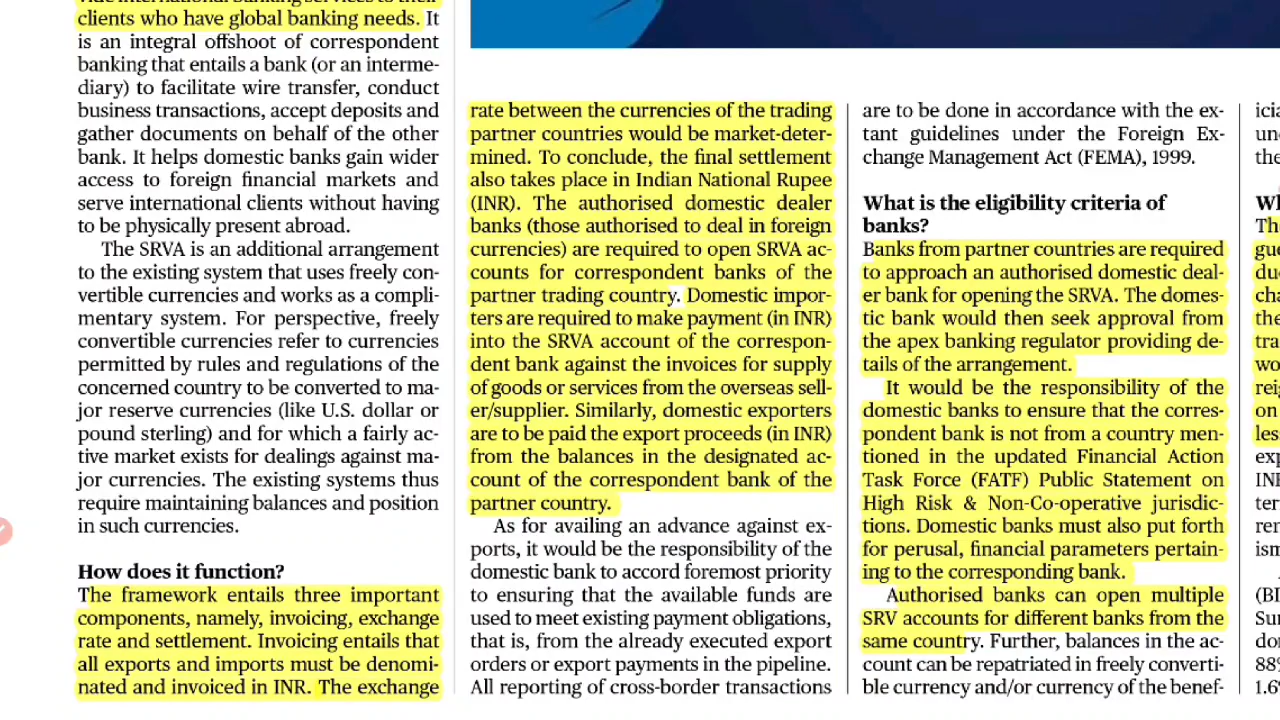 clients who have global banking needs. It
is an integral offshoot of correspondent
banking that entails a bank (or an interme-
diary) to facilitate wire transfer, conduct
business transactions, accept deposits and
gather documents on behalf of the other
bank. It helps domestic banks gain wider
access to foreign financial markets and
serve international clients without having
to be physically present abroad.
The SRVA is an additional arrangement
to the existing system that uses freely con-
vertible currencies and works as a compli-
mentary system. For perspective, freely
convertible currencies refer to currencies
permitted by rules and regulations of the
concerned country to be converted to ma-
jor reserve currencies (like U.S. dollar or
pound sterling) and for which a fairly ac-
tive market exists for dealings against ma-
jor currencies. The existing systems thus
require maintaining balances and position
in such currencies.
How does it function?
The framework entails three important
components, namely, invoicing, exchange
rate and settlement. Invoicing entails that
all exports and imports must be denomi-
nated and invoiced in INR. The exchange
rate between the currencies of the trading
partner countries would be market-deter-
mined. To conclude, the final settlement
also takes place in Indian National Rupee
(INR). The authorised domestic dealer
banks (those authorised to deal in foreign
currencies) are required to open SRVA ac-
counts for correspondent banks of the
partner trading country. Domestic impor-
ters are required to make payment (in INR)
into the SRVA account of the correspon-
dent bank against the invoices for supply
of goods or services from the overseas sell-
er/supplier. Similarly, domestic exporters
are to be paid the export proceeds (in INR)
from the balances in the designated ac-
count of the correspondent bank of the
partner country.
As for availing an advance against ex-
ports, it would be the responsibility of the
domestic bank to accord foremost priority
to ensuring that the available funds are
used to meet existing payment obligations,
that is, from the already executed export
orders or export payments in the pipeline.
All reporting of cross-border transactions
are to be done in accordance with the ex-
tant guidelines under the Foreign Ex-
change Management Act (FEMA), 1999.
What is the eligibility criteria of
banks?
Banks from partner countries are required
to approach an authorised domestic deal-
er bank for opening the SRVA. The domes-
tic bank would then seek approval from
the apex banking regulator providing de-
tails of the arrangement.
It would be the responsibility of the
domestic banks to ensure that the corres-
pondent bank is not from a country men-
tioned in the updated Financial Action
Task Force (FATF) Public Statement on
High Risk & Non-Co-operative jurisdic-
tions. Domestic banks must also put forth
for perusal, financial parameters pertain-
ing to the corresponding bank.
Authorised banks can open multiple
SRV accounts for different banks from the
same country. Further, balances in the ac-
count can be repatriated in freely converti-
ble currency and/or currency of the benef-